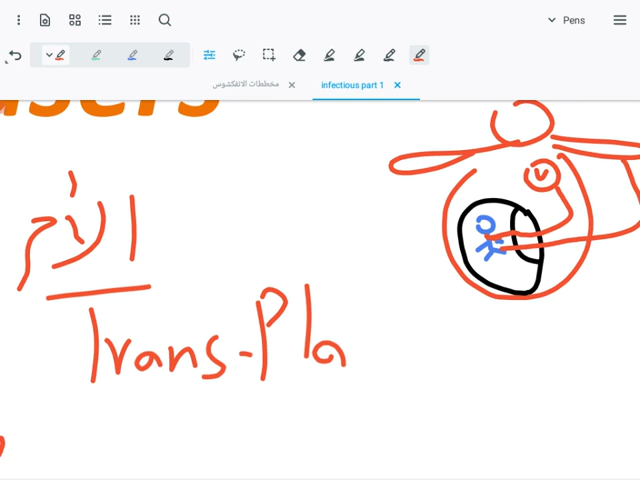 Pens
مخططات الانفكشوس
infectious part 1
V
الأم
Trans-Pla